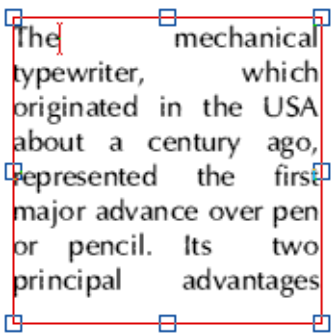 The mechanical
typewriter, which
originated in the USA
about a century ago,
represented the first
major advance over pen
or pencil. Its two
principal advantages